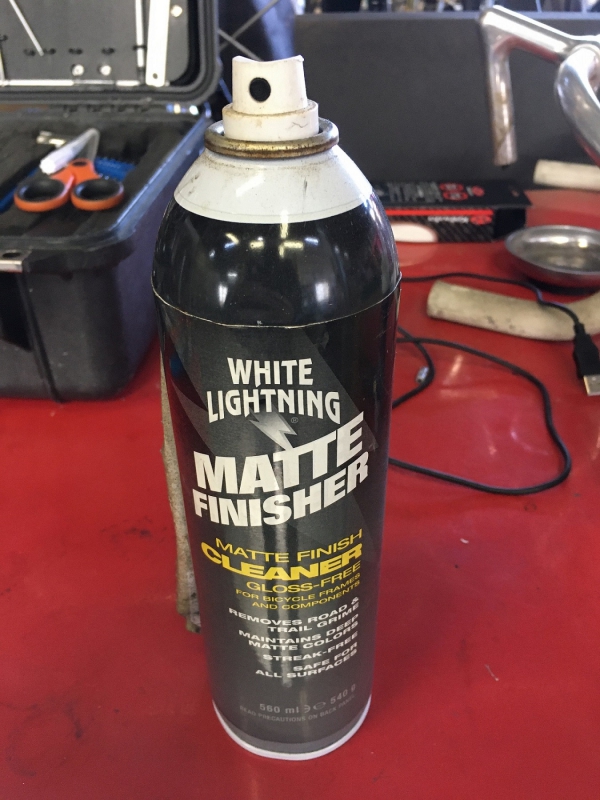 WHITE
LIGHTNING®
MATTE
FINISHER
MATTE FINISH
CLEANER
GLOSS-FREE
FOR BICYCLE FRAMES
AND COMPONENTS
REMOVES ROAD &
TRAIL GRIME
MAINTAINS DEEP
MATTE COLORS
STREAK-FREE
SAFE FOR
ALL SURFACES
560 ml 540 g
READ PRECAUTIONS ON BACK PANEL